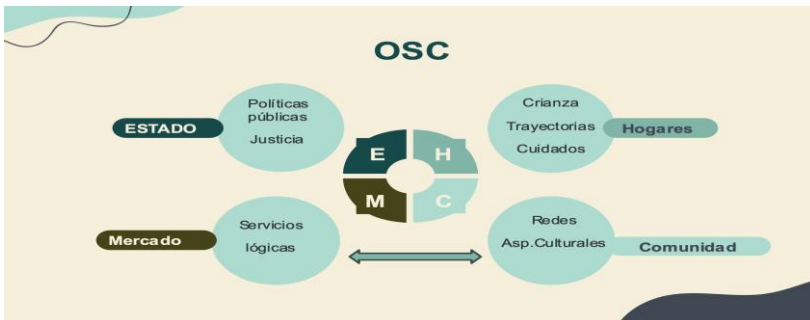 OSC
ESTADO
Políticas
públicas
Justicia
E
H
M
C
Crianza
Trayectorias
Cuidados
Hogares
Mercado
Servicios
lógicas
Redes
Asp.Culturales
Comunidad